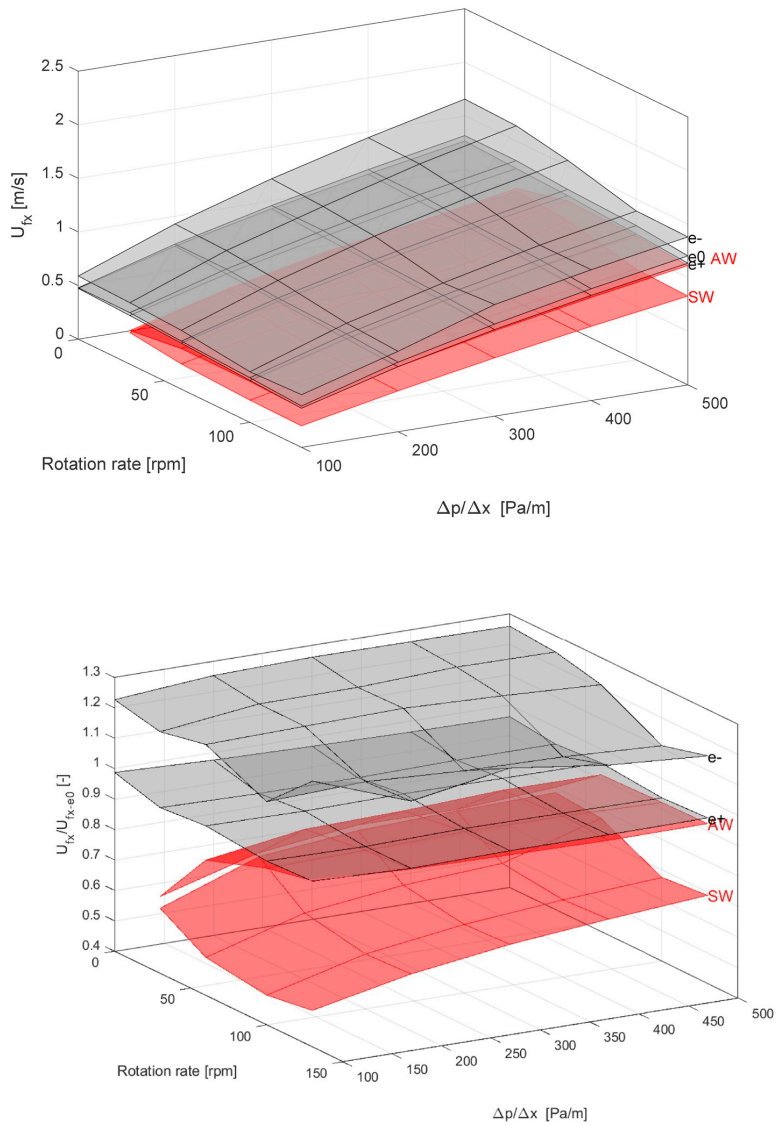 2.5
2
1.5
1
0.5
0
U_fx [m/s]
0
50
100
Rotation rate [rpm]
100
200
300
400
500
Δp/Δx [Pa/m]
e-
e0 AW
e+
SW
1.3
1.2
1.1
1
0.9
0.8
0.7
0.6
0.5
0.4
U_fx/U_fx-e0 [-]
0
50
100
150
Rotation rate [rpm]
100
150
200
250
300
350
400
450
500
Δp/Δx [Pa/m]
e-
e+
AW
SW